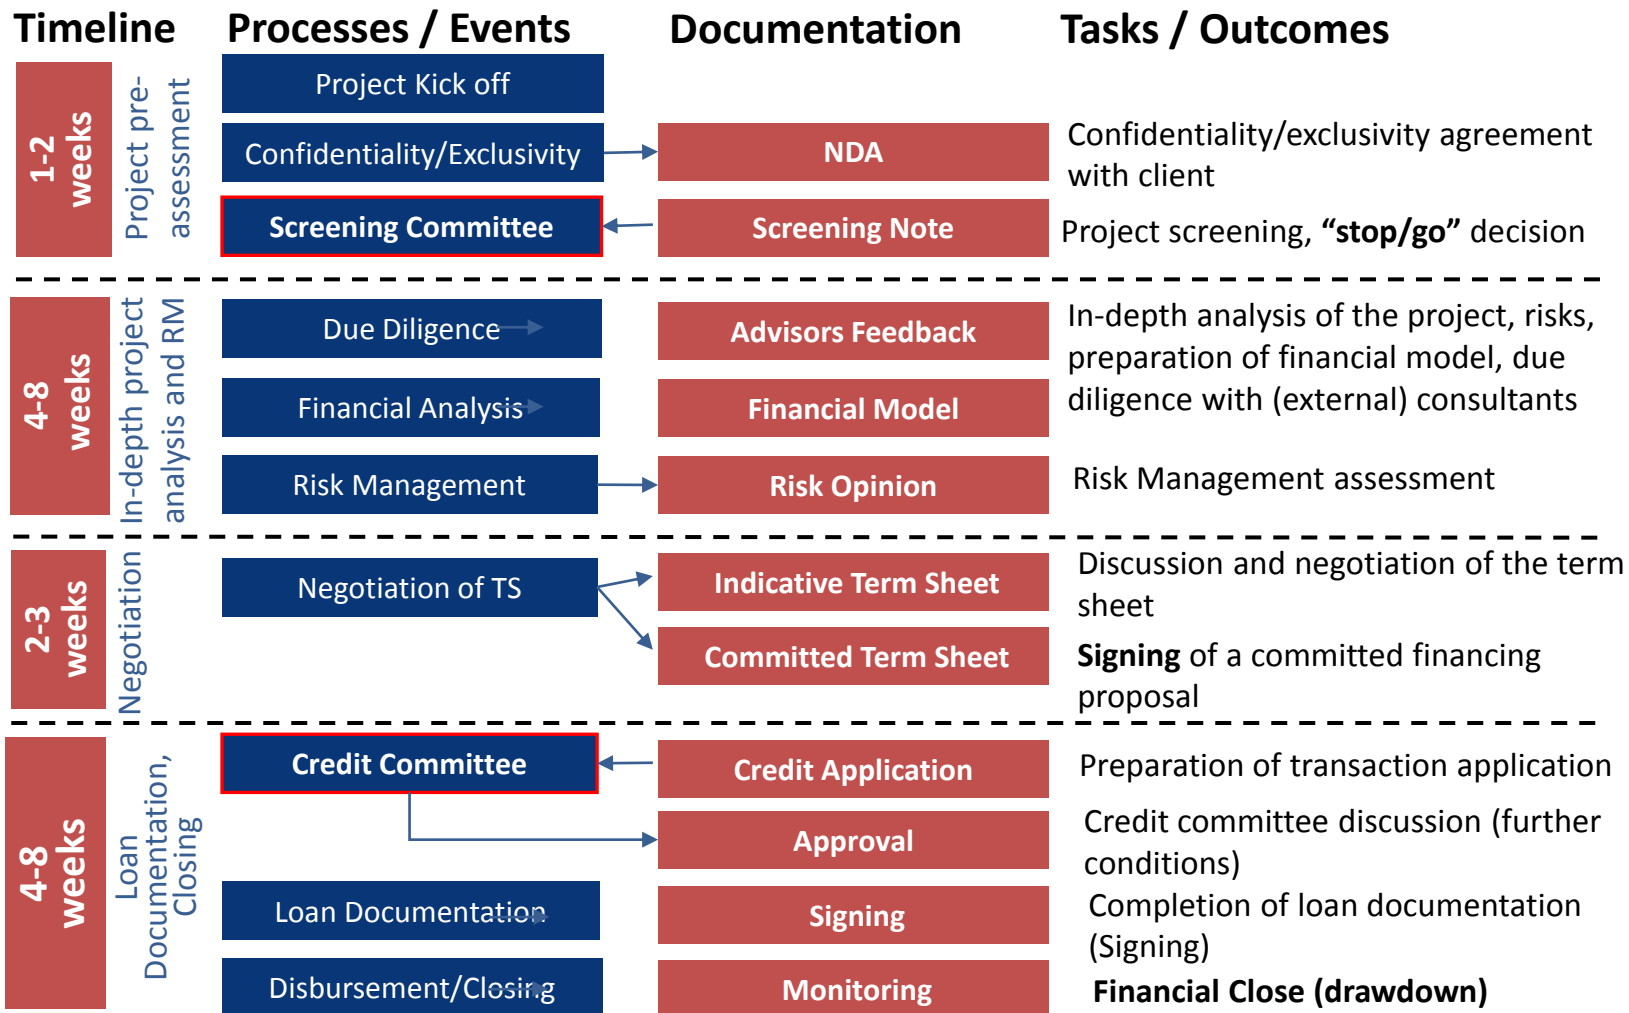 Timeline
Processes / Events
Documentation
Tasks / Outcomes
1-2
weeks
Project pre-
assessment
Project Kick off
Confidentiality/Exclusivity
NDA
Confidentiality/exclusivity agreement
with client
Screening Committee
Screening Note
Project screening, “stop/go” decision
4-8
weeks
In-depth project
analysis and RM
Due Diligence
Advisors Feedback
In-depth analysis of the project, risks,
preparation of financial model, due
diligence with (external) consultants
Financial Analysis
Financial Model
Risk Management
Risk Opinion
Risk Management assessment
2-3
weeks
Negotiation
Negotiation of TS
Indicative Term Sheet
Discussion and negotiation of the term
sheet
Committed Term Sheet
Signing of a committed financing
proposal
4-8
weeks
Loan
Documentation,
Closing
Credit Committee
Credit Application
Preparation of transaction application
Approval
Credit committee discussion (further
conditions)
Loan Documentation
Signing
Completion of loan documentation
(Signing)
Disbursement/Closing
Monitoring
Financial Close (drawdown)